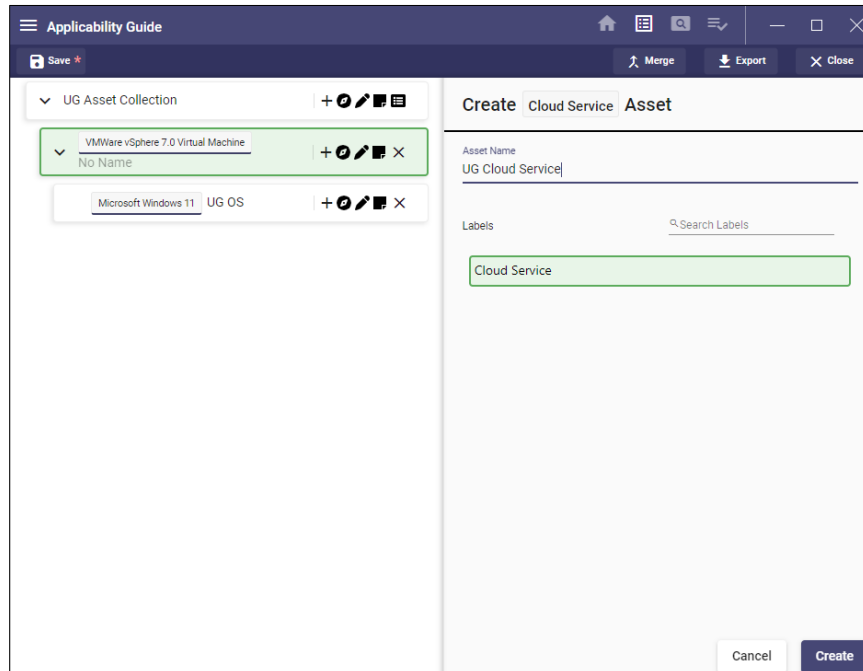 Applicability Guide
Save *
Merge
Export
Close
UG Asset Collection
VMWare vSphere 7.0 Virtual Machine
No Name
Microsoft Windows 11 UG OS
Create Cloud Service Asset
Asset Name
UG Cloud Service
Labels
Search Labels
Cloud Service
Cancel
Create